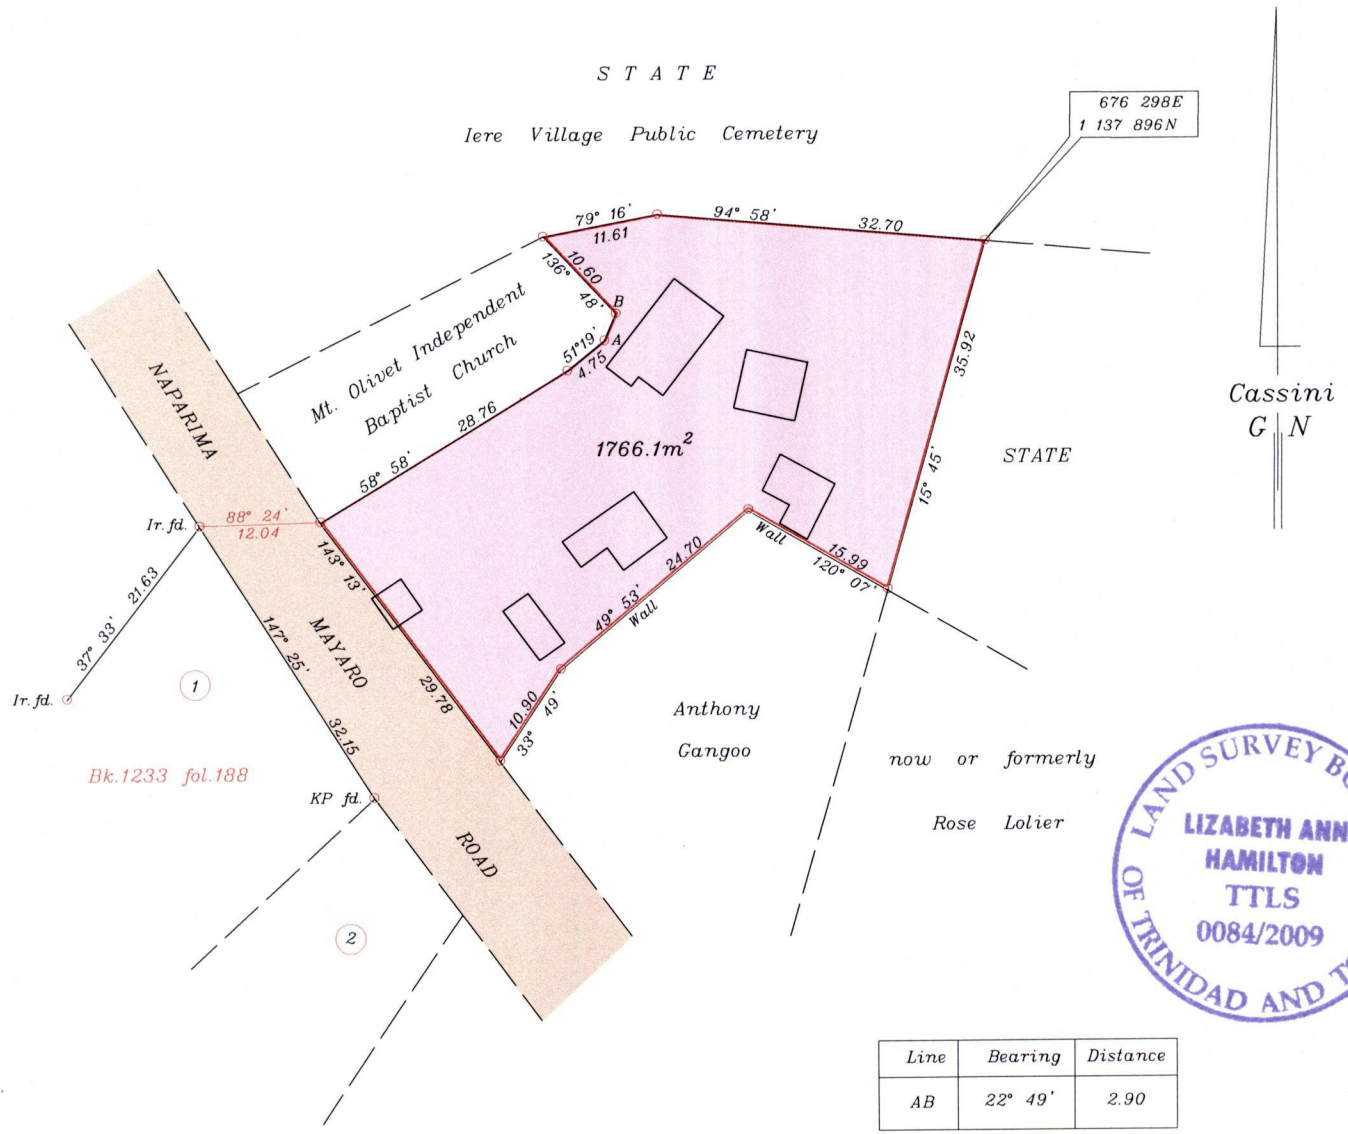 STATE
Iere Village Public Cemetery
676 298E
1 137 896N
79° 16'
11.61
94° 58'
32.70
10.60
136° 48'
B
A
51°19'
4.75
Mt. Olivet Independent
Baptist Church
28.76
58° 58'
35.92
15° 45'
Cassini
G N
1766.1m²
STATE
NAPARIMA
MAYARO
ROAD
Ir.fd.
88° 24'
12.04
143° 13'
29.78
Wall
15.99
120° 07'
24.70
49° 53'
Wall
10.90
33° 49'
21.63
37° 33'
147° 25'
32.15
Ir.fd.
1
Bk.1233 fol.188
KP fd.
2
Anthony
Gangoo
now or formerly
Rose Lolier
LAND SURVEY
OF TRINIDAD AND
LIZABETH ANN
HAMILTON
TTLS
0084/2009
Line Bearing Distance
AB 22° 49' 2.90